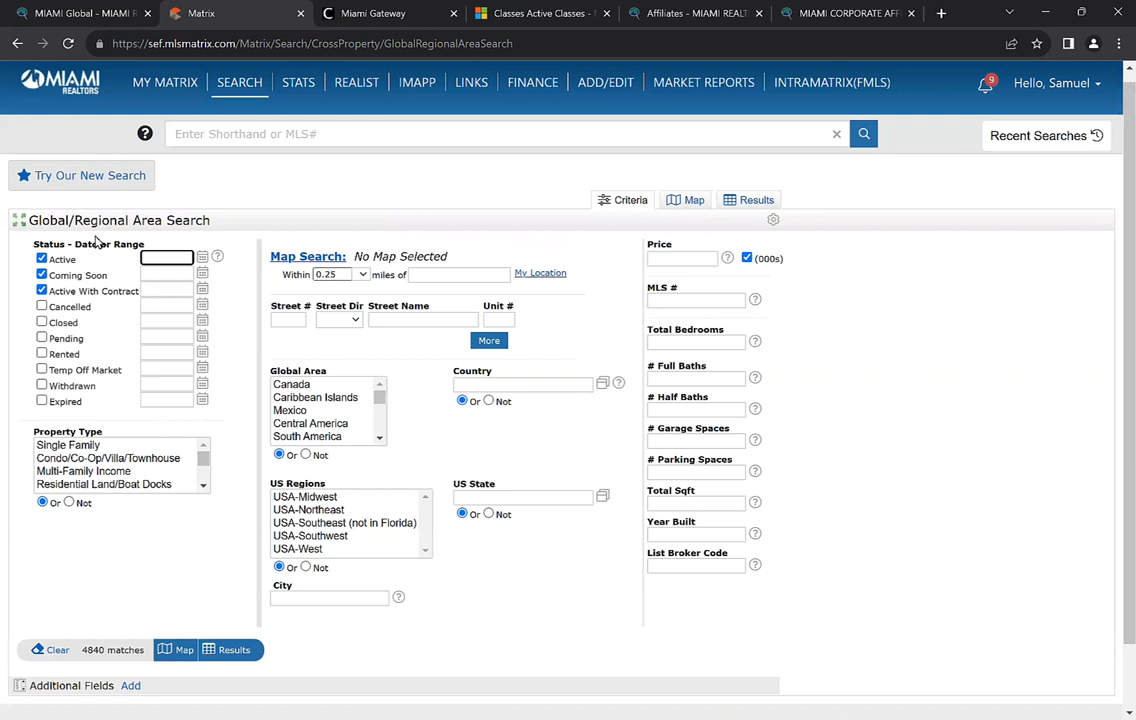 MIAMI Global - MIAMI R
Matrix
Miami Gateway
Classes Active Classes -
Affiliates - MIAMI REALT
MIAMI CORPORATE AFF
https://sef.mlsmatrix.com/Matrix/Search/CrossProperty/GlobalRegionalAreaSearch
MIAMI REALTORS
MY MATRIX SEARCH STATS REALIST IMAPP LINKS FINANCE ADD/EDIT MARKET REPORTS INTRAMATRIX(FMLS)
9
Hello, Samuel
Enter Shorthand or MLS#
Recent Searches
Try Our New Search
Criteria Map Results
Global/Regional Area Search
Status - Date or Range
Active
Coming Soon
Active With Contract
Cancelled
Closed
Pending
Rented
Temp Off Market
Withdrawn
Expired
Property Type
Single Family
Condo/Co-Op/Villa/Townhouse
Multi-Family Income
Residential Land/Boat Docks
Or Not
Map Search: No Map Selected
Within 0.25 miles of My Location
Street # Street Dir Street Name Unit #
More
Global Area
Canada
Caribbean Islands
Mexico
Central America
South America
Or Not
Country
Or Not
US Regions
USA-Midwest
USA-Northeast
USA-Southeast (not in Florida)
USA-Southwest
USA-West
Or Not
US State
Or Not
City
Price
(000s)
MLS #
Total Bedrooms
# Full Baths
# Half Baths
# Garage Spaces
# Parking Spaces
Total Sqft
Year Built
List Broker Code
Clear 4840 matches Map Results
Additional Fields Add